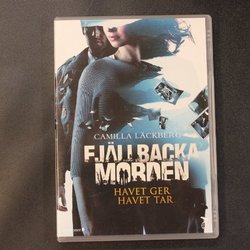 CAMILLA LÄCKBERG
FJÄLLBACKA
MORDEN
HAVET GER
HAVET TAR